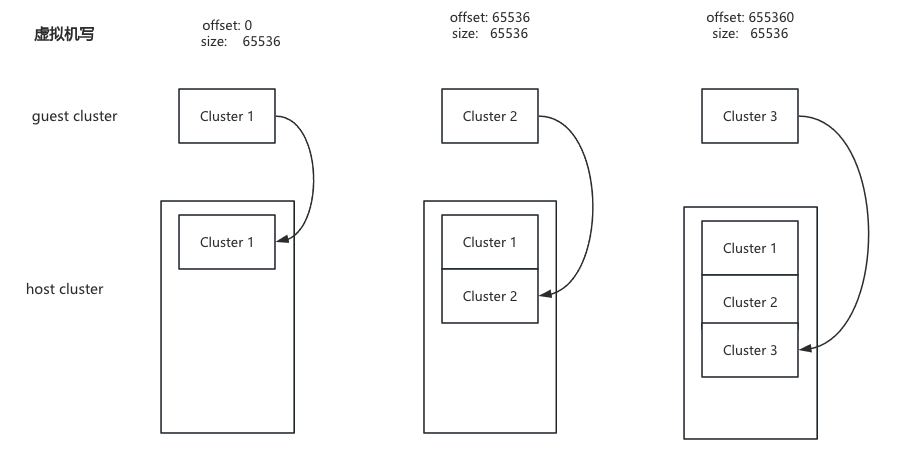 虚拟机写
offset: 0
size: 65536
offset: 65536
size: 65536
offset: 655360
size: 65536
guest cluster
Cluster 1
Cluster 2
Cluster 3
host cluster
Cluster 1
Cluster 1
Cluster 2
Cluster 1
Cluster 2
Cluster 3